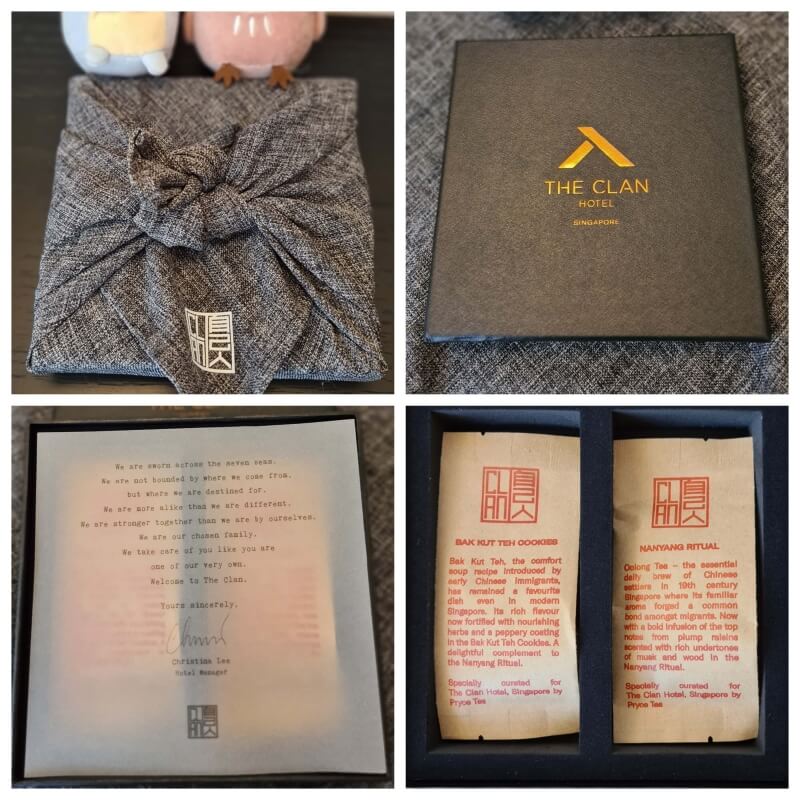 CLAN
THE CLAN
HOTEL
SINGAPORE
THE CLAN
We are sworn across the seven seas.
We are not bounded by where we come from,
but where we are destined for.
We are more alike than we are different.
We are stronger together than we are by ourselves.
We are our chosen family.
We take care of you like you are
one of our very own.
Welcome to The Clan.
Yours sincerely,
Christina Lee
Hotel Manager
CLAN
CLAN
BAK KUT TEH COOKIES
Bak Kut Teh, the comfort
soup recipe introduced by
early Chinese immigrants,
has remained a favourite
dish even in modern
Singapore. Its rich flavour
now fortified with nourishing
herbs and a peppery coating
in the Bak Kut Teh Cookies. A
delightful complement to
the Nanyang Ritual.
Specially curated for
The Clan Hotel, Singapore by
Pryce Tea
CLAN
NANYANG RITUAL
Oolong Tea – the essential
daily brew of Chinese
settlers in 19th century
Singapore where its familiar
aroma forged a common
bond amongst migrants. Now
with a bold infusion of the top
notes from plump raisins
scented with rich undertones
of musk and wood in the
Nanyang Ritual.
Specially curated for
The Clan Hotel, Singapore by
Pryce Tea